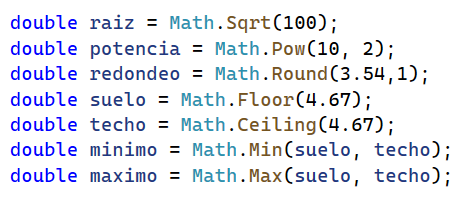 double raiz = Math.Sqrt(100);
double potencia = Math.Pow(10, 2);
double redondeo = Math.Round(3.54,1);
double suelo = Math.Floor(4.67);
double techo = Math.Ceiling(4.67);
double minimo = Math.Min(suelo, techo);
double maximo = Math.Max(suelo, techo);